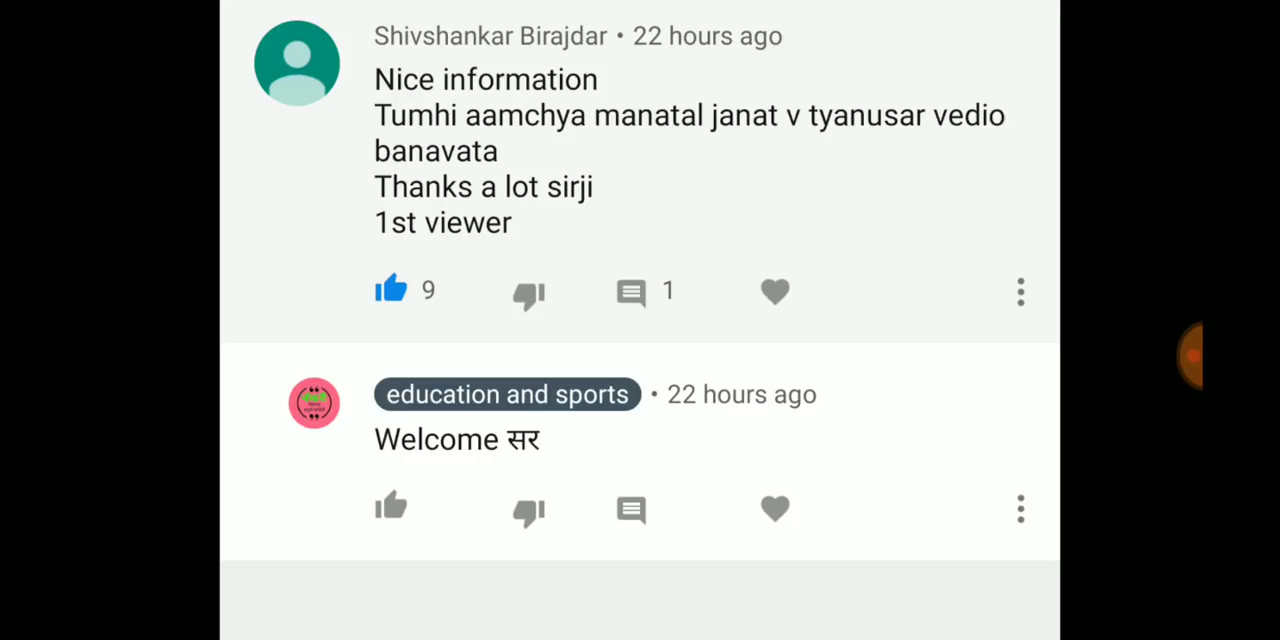 Shivshankar Birajdar • 22 hours ago
Nice information
Tumhi aamchya manatal janat v tyanusar vedio
banavata
Thanks a lot sirji
1st viewer
9
1
education and sports • 22 hours ago
Welcome सर